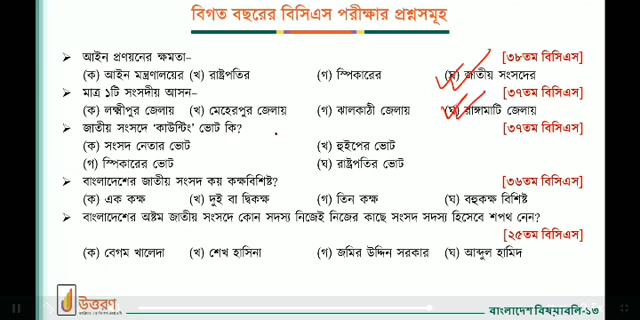 বিগত বছরের বিসিএস পরীক্ষার প্রশ্নসমূহ
➢ আইন প্রণয়নের ক্ষমতা– [৩৮তম বিসিএস]
(ক) আইন মন্ত্রণালয়ের (খ) রাষ্ট্রপতির (গ) স্পিকারের (ঘ) জাতীয় সংসদের
➢ মাত্র ১টি সংসদীয় আসন– [৩৭তম বিসিএস]
(ক) লক্ষ্মীপুর জেলায় (খ) মেহেরপুর জেলায় (গ) ঝালকাঠী জেলায় (ঘ) রাঙ্গামাটি জেলায়
➢ জাতীয় সংসদে ‘কাউন্টিং’ ভোট কি? [৩৭তম বিসিএস]
(ক) সংসদ নেতার ভোট (খ) হুইপের ভোট
(গ) স্পিকারের ভোট (ঘ) রাষ্ট্রপতির ভোট
➢ বাংলাদেশের জাতীয় সংসদ কয় কক্ষবিশিষ্ট? [৩৬তম বিসিএস]
(ক) এক কক্ষ (খ) দুই বা দ্বিকক্ষ (গ) তিন কক্ষ (ঘ) বহুকক্ষ বিশিষ্ট
➢ বাংলাদেশের অষ্টম জাতীয় সংসদে কোন সদস্য নিজেই নিজের কাছে সংসদ সদস্য হিসেবে শপথ নেন?
[২৫তম বিসিএস]
(ক) বেগম খালেদা (খ) শেখ হাসিনা (গ) জমির উদ্দিন সরকার (ঘ) আব্দুল হামিদ
উত্তরণ
বাংলাদেশ বিষয়াবলি-১৩